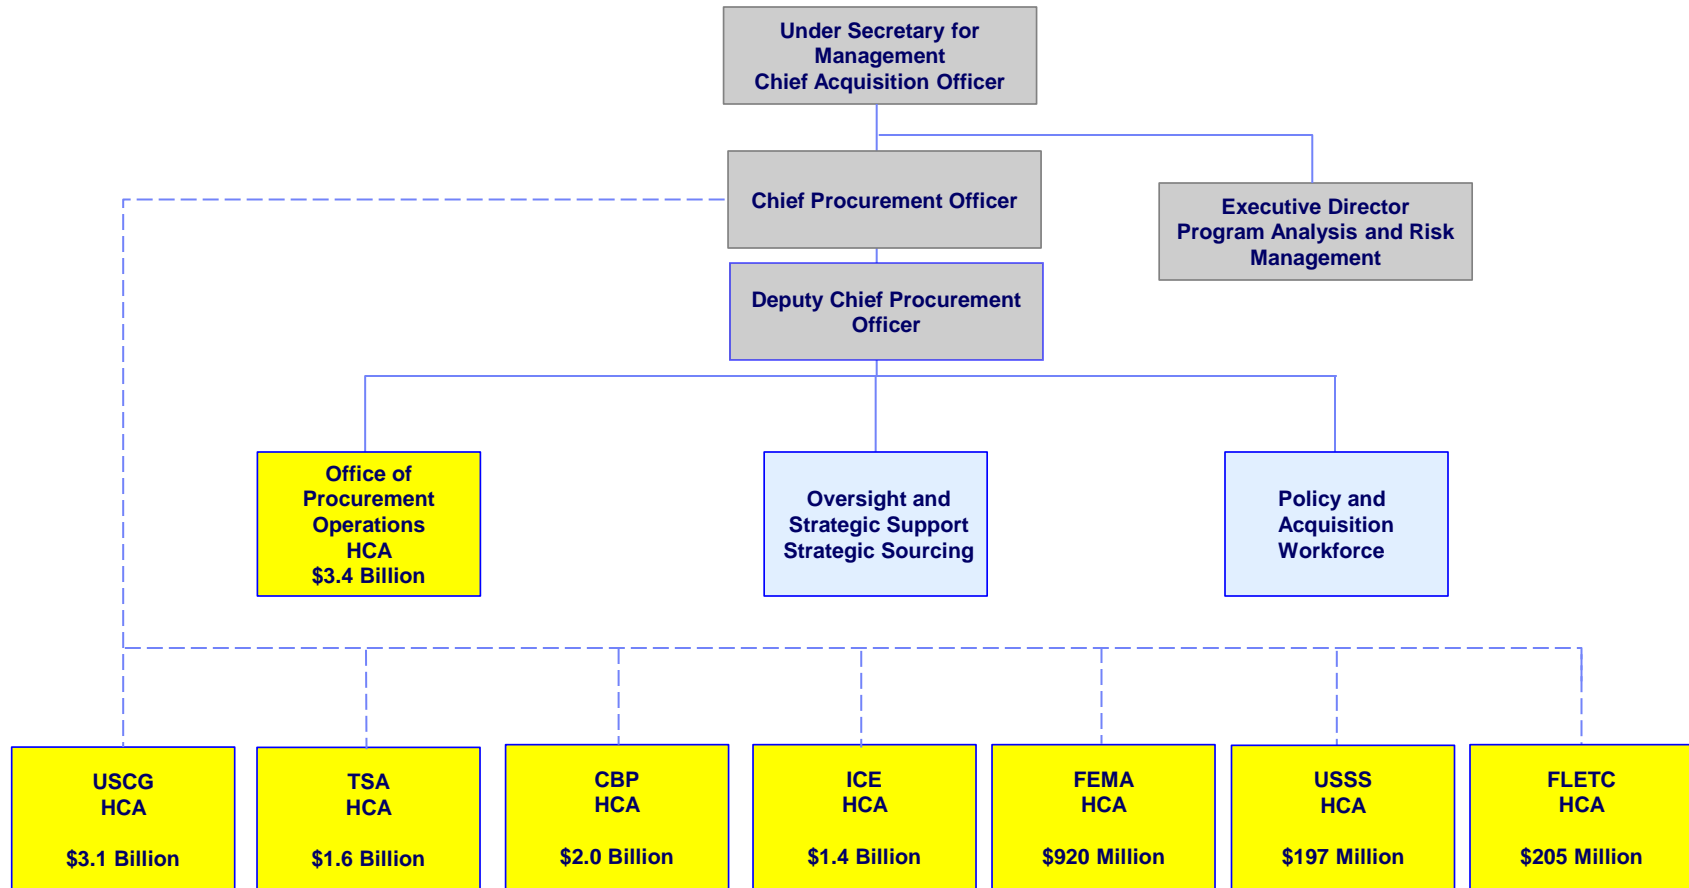 Under Secretary for
Management
Chief Acquisition Officer
Chief Procurement Officer
Executive Director
Program Analysis and Risk
Management
Deputy Chief Procurement
Officer
Office of
Procurement
Operations
HCA
$3.4 Billion
Oversight and
Strategic Support
Strategic Sourcing
Policy and
Acquisition
Workforce
USCG
HCA
$3.1 Billion
TSA
HCA
$1.6 Billion
CBP
HCA
$2.0 Billion
ICE
HCA
$1.4 Billion
FEMA
HCA
$920 Million
USSS
HCA
$197 Million
FLETC
HCA
$205 Million